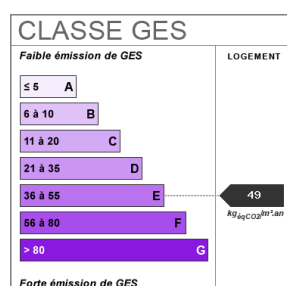 CLASSE GES
Faible émission de GES
LOGEMENT
≤ 5 A
6 à 10 B
11 à 20 C
21 à 35 D
36 à 55 E
49
kgéqCO2/m².an
56 à 80 F
> 80 G
Forte émission de GES